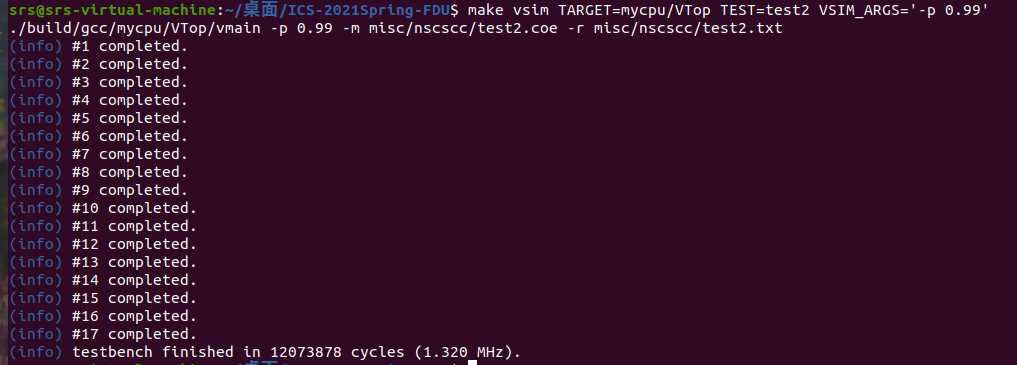 srs@srs-virtual-machine:~/桌面/ICS-2021Spring-FDU$ make vsim TARGET=mycpu/VTop TEST=test2 VSIM_ARGS='-p 0.99'
./build/gcc/mycpu/VTop/vmain -p 0.99 -m misc/nscscc/test2.coe -r misc/nscscc/test2.txt
(info) #1 completed.
(info) #2 completed.
(info) #3 completed.
(info) #4 completed.
(info) #5 completed.
(info) #6 completed.
(info) #7 completed.
(info) #8 completed.
(info) #9 completed.
(info) #10 completed.
(info) #11 completed.
(info) #12 completed.
(info) #13 completed.
(info) #14 completed.
(info) #15 completed.
(info) #16 completed.
(info) #17 completed.
(info) testbench finished in 12073878 cycles (1.320 MHz).